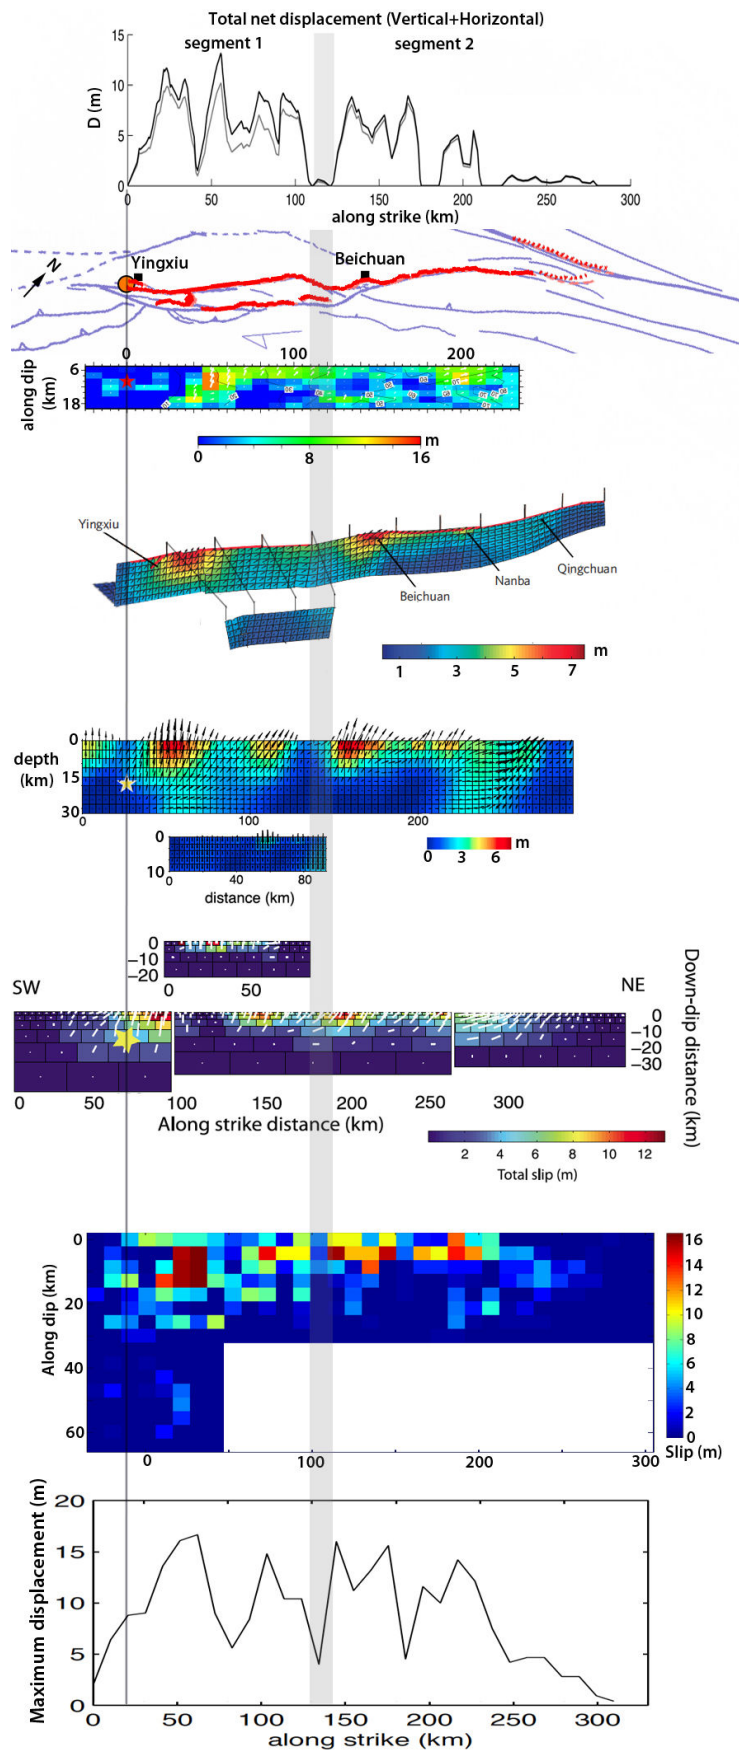 Total net displacement (Vertical+Horizontal)
segment 1
segment 2
15
10
5
0
D (m)
0 50 100 150 200 250 300
along strike (km)
N
Yingxiu
Beichuan
0 100 200
along dip (km)
6
18
m
0 8 16
Yingxiu
Beichuan
Nanba
Qingchuan
1 3 5 7 m
depth (km)
0
15
30
0 100 200
0
10
0 20 40 60 80
distance (km)
0 3 6 m
0
−10
−20
0 50
SW
NE
0
−10
−20
−30
Down-dip distance (km)
0 50 100 150 200 250 300
Along strike distance (km)
2 4 6 8 10 12
Total slip (m)
Along dip (km)
0
20
40
60
0 100 200 300
16
14
12
10
8
6
4
2
0
Slip (m)
Maximum displacement (m)
20
15
10
5
0
0 50 100 150 200 250 300
along strike (km)